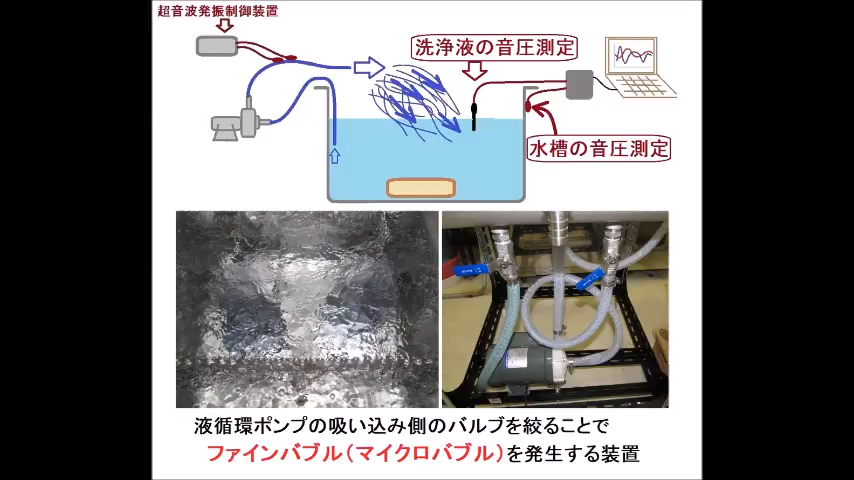 超音波発振制御装置
洗浄液の音圧測定
水槽の音圧測定
液循環ポンプの吸い込み側のバルブを絞ることで
ファインバブル(マイクロバブル)を発生する装置